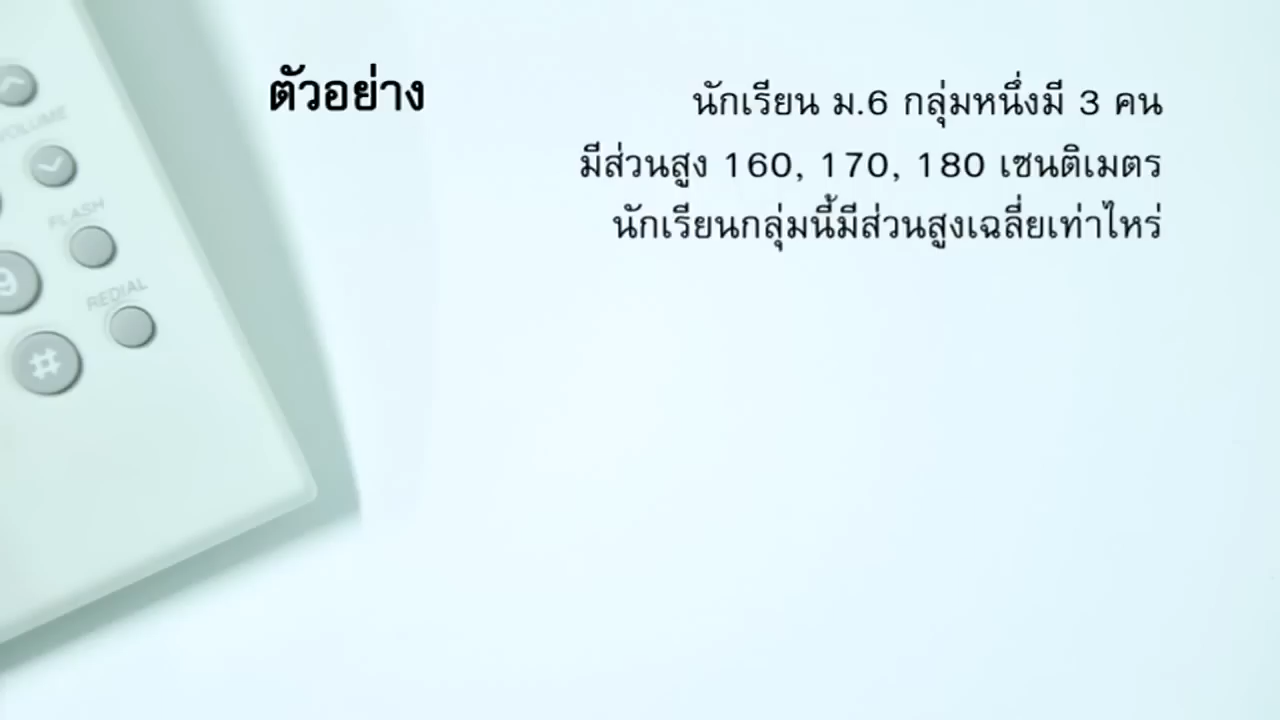 ตัวอย่าง
นักเรียน ม.6 กลุ่มหนึ่งมี 3 คน
มีส่วนสูง 160, 170, 180 เซนติเมตร
นักเรียนกลุ่มนี้มีส่วนสูงเฉลี่ยเท่าไหร่
VOLUME
FLASH
9
REDIAL
#